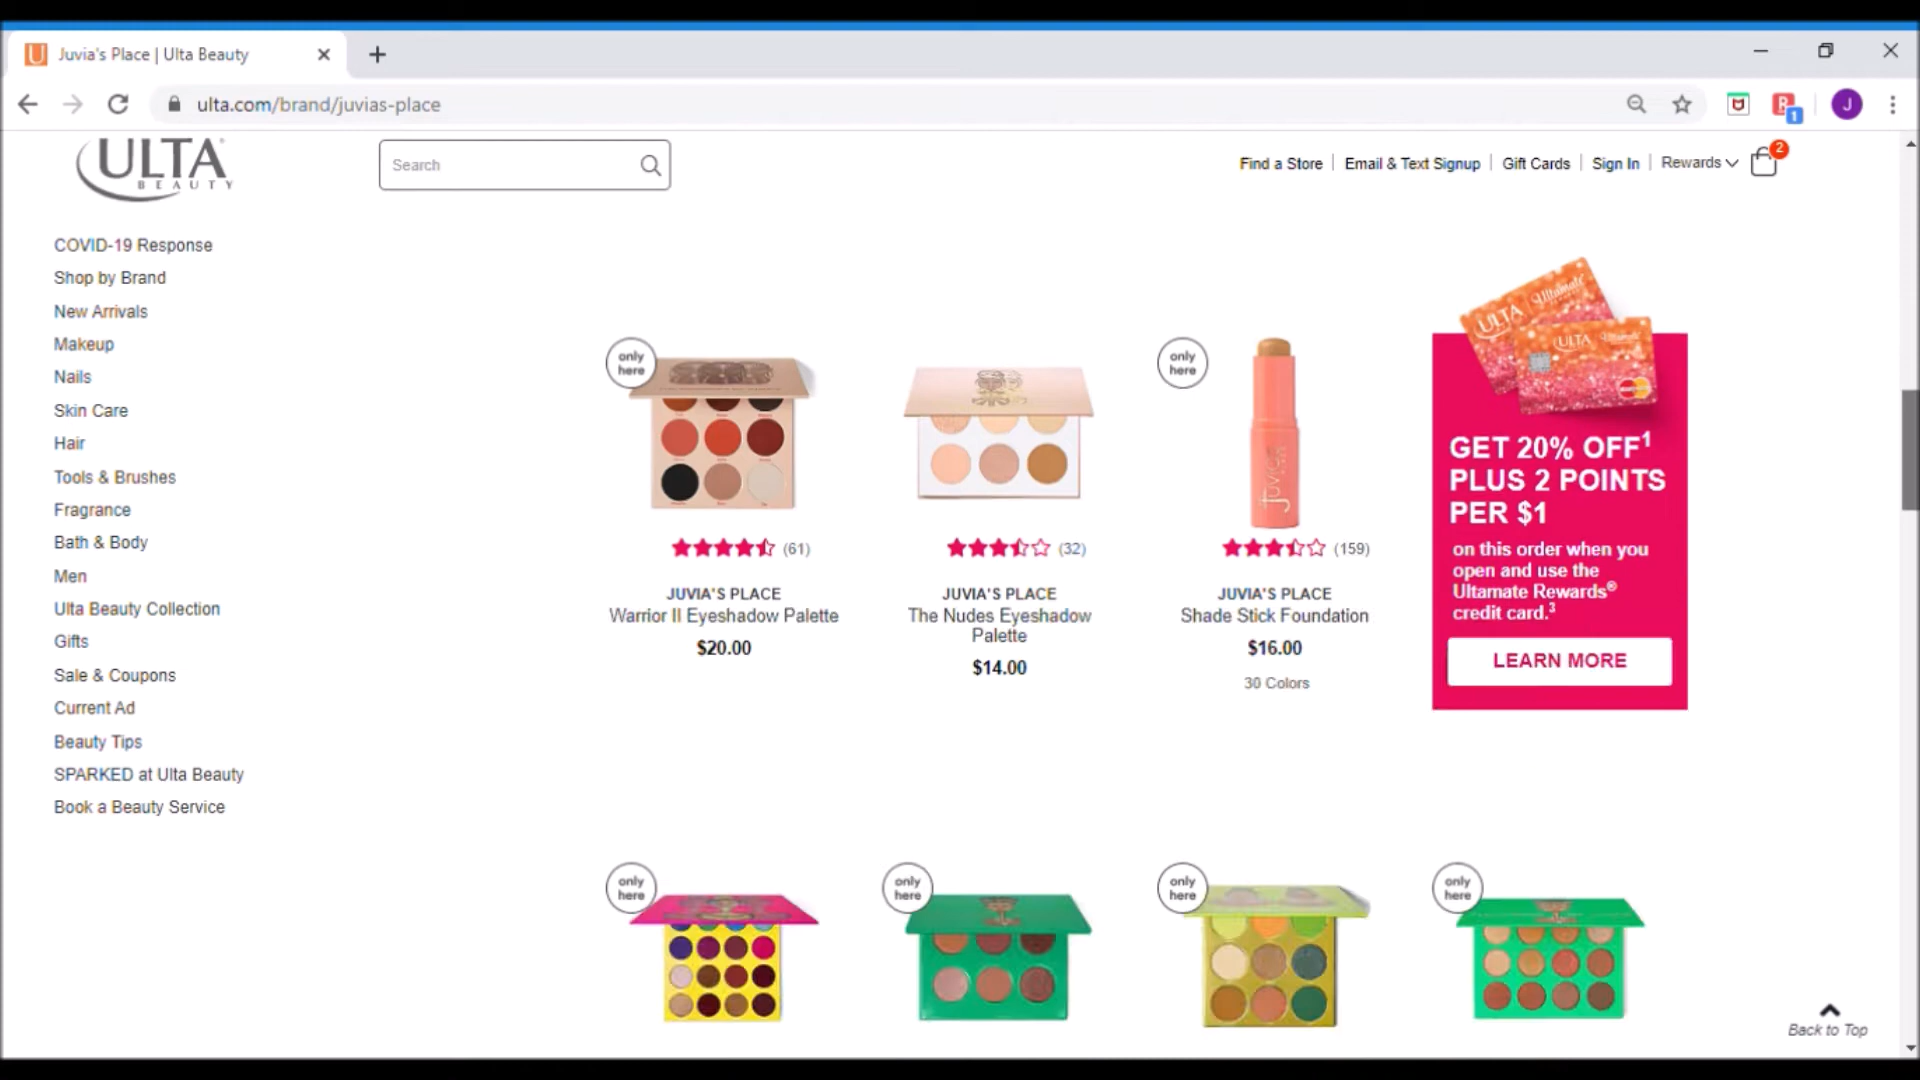 Juvia's Place | Ulta Beauty
ulta.com/brand/juvias-place
J
1
ULTA
BEAUTY
Search
Find a Store
Email & Text Signup
Gift Cards
Sign In
Rewards
2
COVID-19 Response
Shop by Brand
New Arrivals
Makeup
Nails
Skin Care
Hair
Tools & Brushes
Fragrance
Bath & Body
Men
Ulta Beauty Collection
Gifts
Sale & Coupons
Current Ad
Beauty Tips
SPARKED at Ulta Beauty
Book a Beauty Service
only
here
(61)
JUVIA'S PLACE
Warrior II Eyeshadow Palette
$20.00
(32)
JUVIA'S PLACE
The Nudes Eyeshadow
Palette
$14.00
only
here
Juvia's
(159)
JUVIA'S PLACE
Shade Stick Foundation
$16.00
30 Colors
ULTA Ultamate
ULTA Ultamate
GET 20% OFF¹
PLUS 2 POINTS
PER $1
on this order when you
open and use the
Ultamate Rewards®
credit card.³
LEARN MORE
only
here
only
here
only
here
only
here
Back to Top